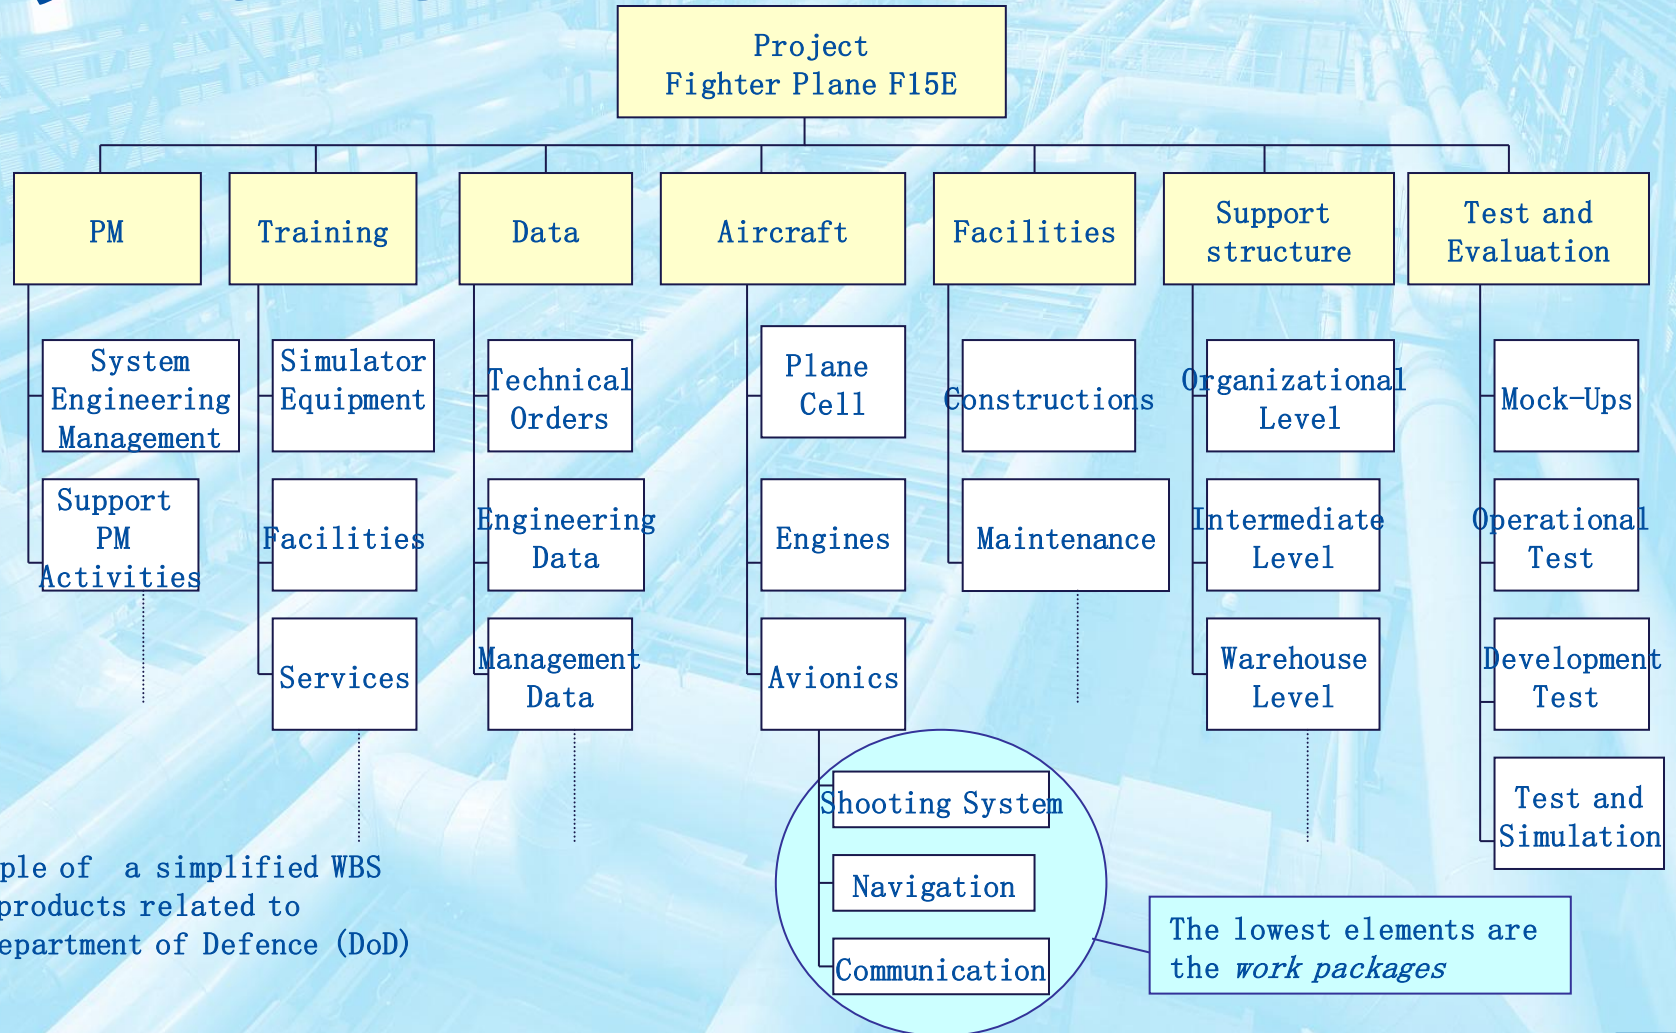 Project
Fighter Plane F15E
PM
Training
Data
Aircraft
Facilities
Support
structure
Test and
Evaluation
System
Engineering
Management
Support
PM
Activities
Simulator
Equipment
Facilities
Services
Technical
Orders
Engineering
Data
Management
Data
Plane
Cell
Engines
Avionics
Shooting System
Navigation
Communication
Constructions
Maintenance
Organizational
Level
Intermediate
Level
Warehouse
Level
Mock-Ups
Operational
Test
Development
Test
Test and
Simulation
ple of a simplified WBS
products related to
epartment of Defence (DoD)
The lowest elements are
the work packages